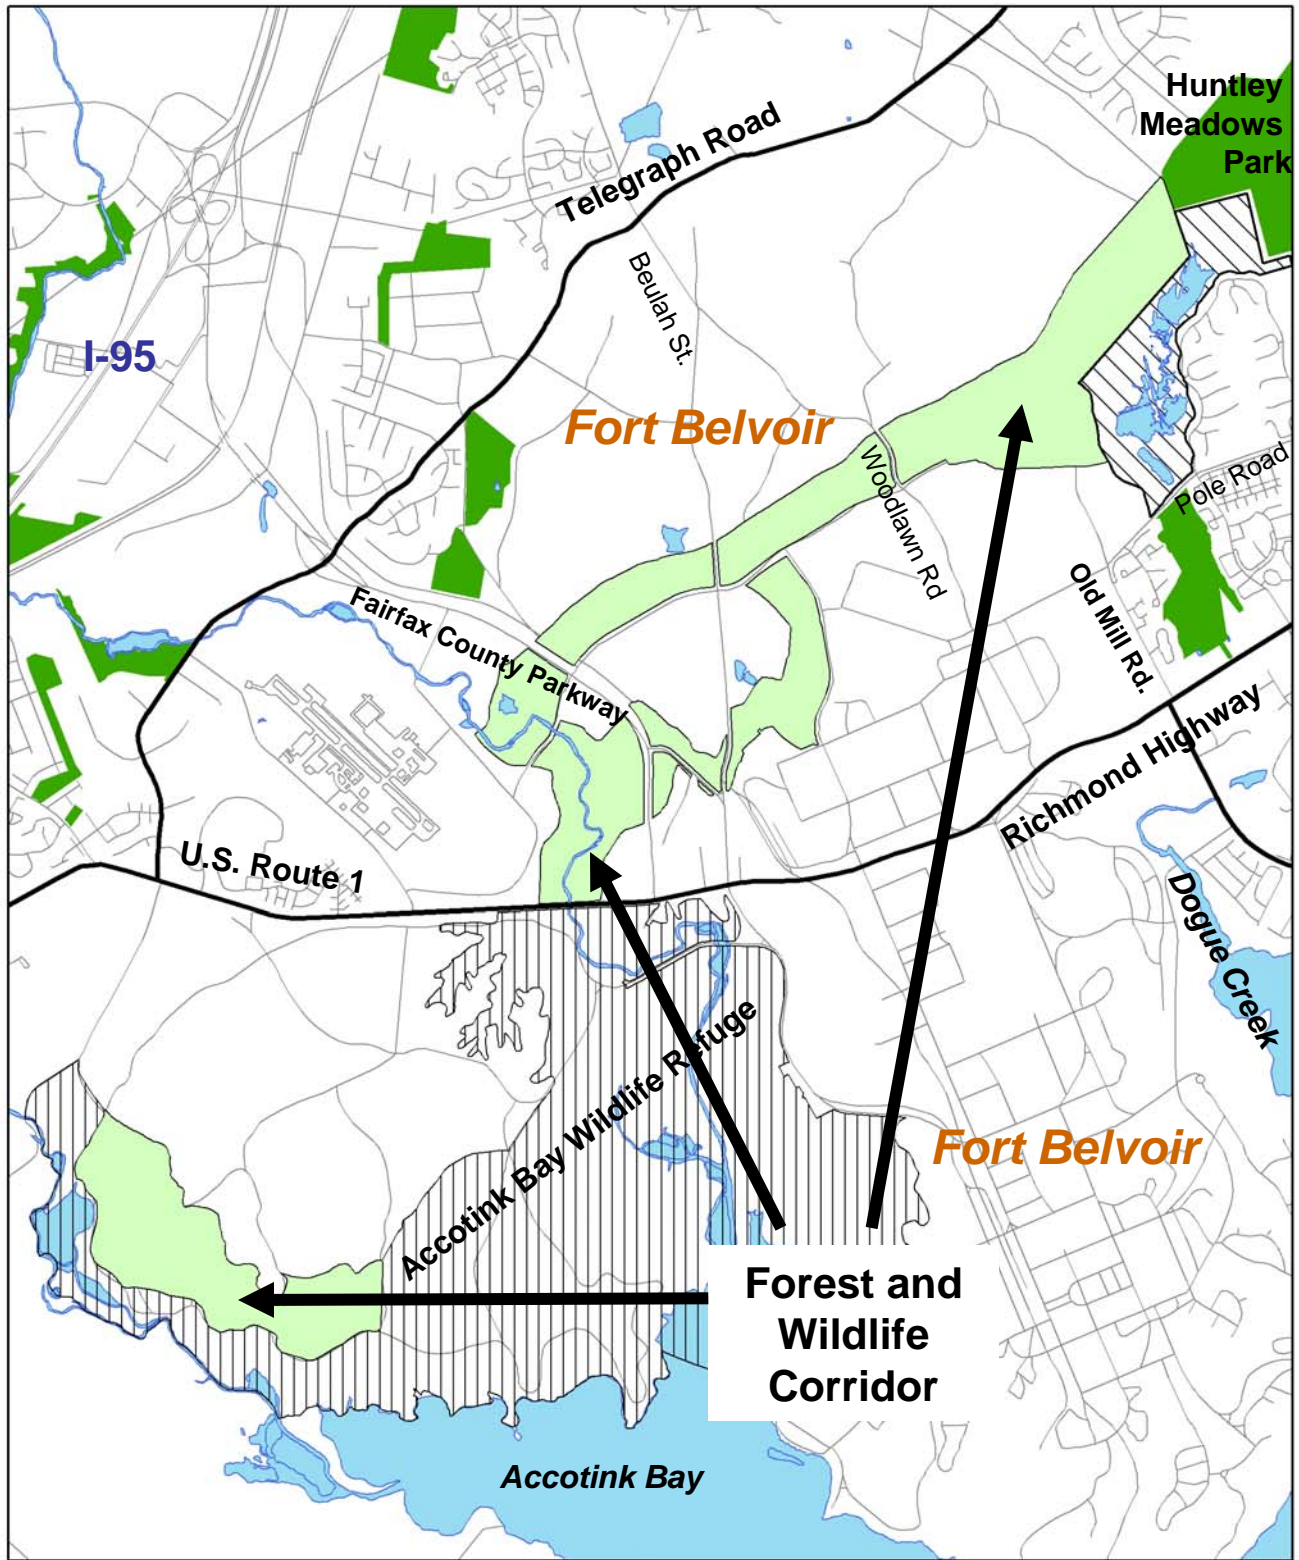 Huntley
Meadows
Park
Telegraph Road
Beulah St.
I-95
Fort Belvoir
Woodlawn Rd
Pole Road
Old Mill Rd.
Fairfax County Parkway
Richmond Highway
U.S. Route 1
Dogue Creek
Accotink Bay Wildlife Refuge
Fort Belvoir
Forest and
Wildlife
Corridor
Accotink Bay